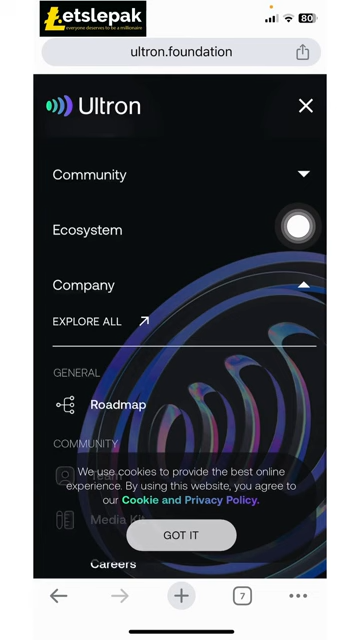 Letslepak
everyone deserves to be a millionaire
80
ultron.foundation
Ultron
Community
Ecosystem
Company
EXPLORE ALL
GENERAL
Roadmap
COMMUNITY
Team
We use cookies to provide the best online
experience. By using this website, you agree to
our Cookie and Privacy Policy.
Media Kit
GOT IT
Careers
7